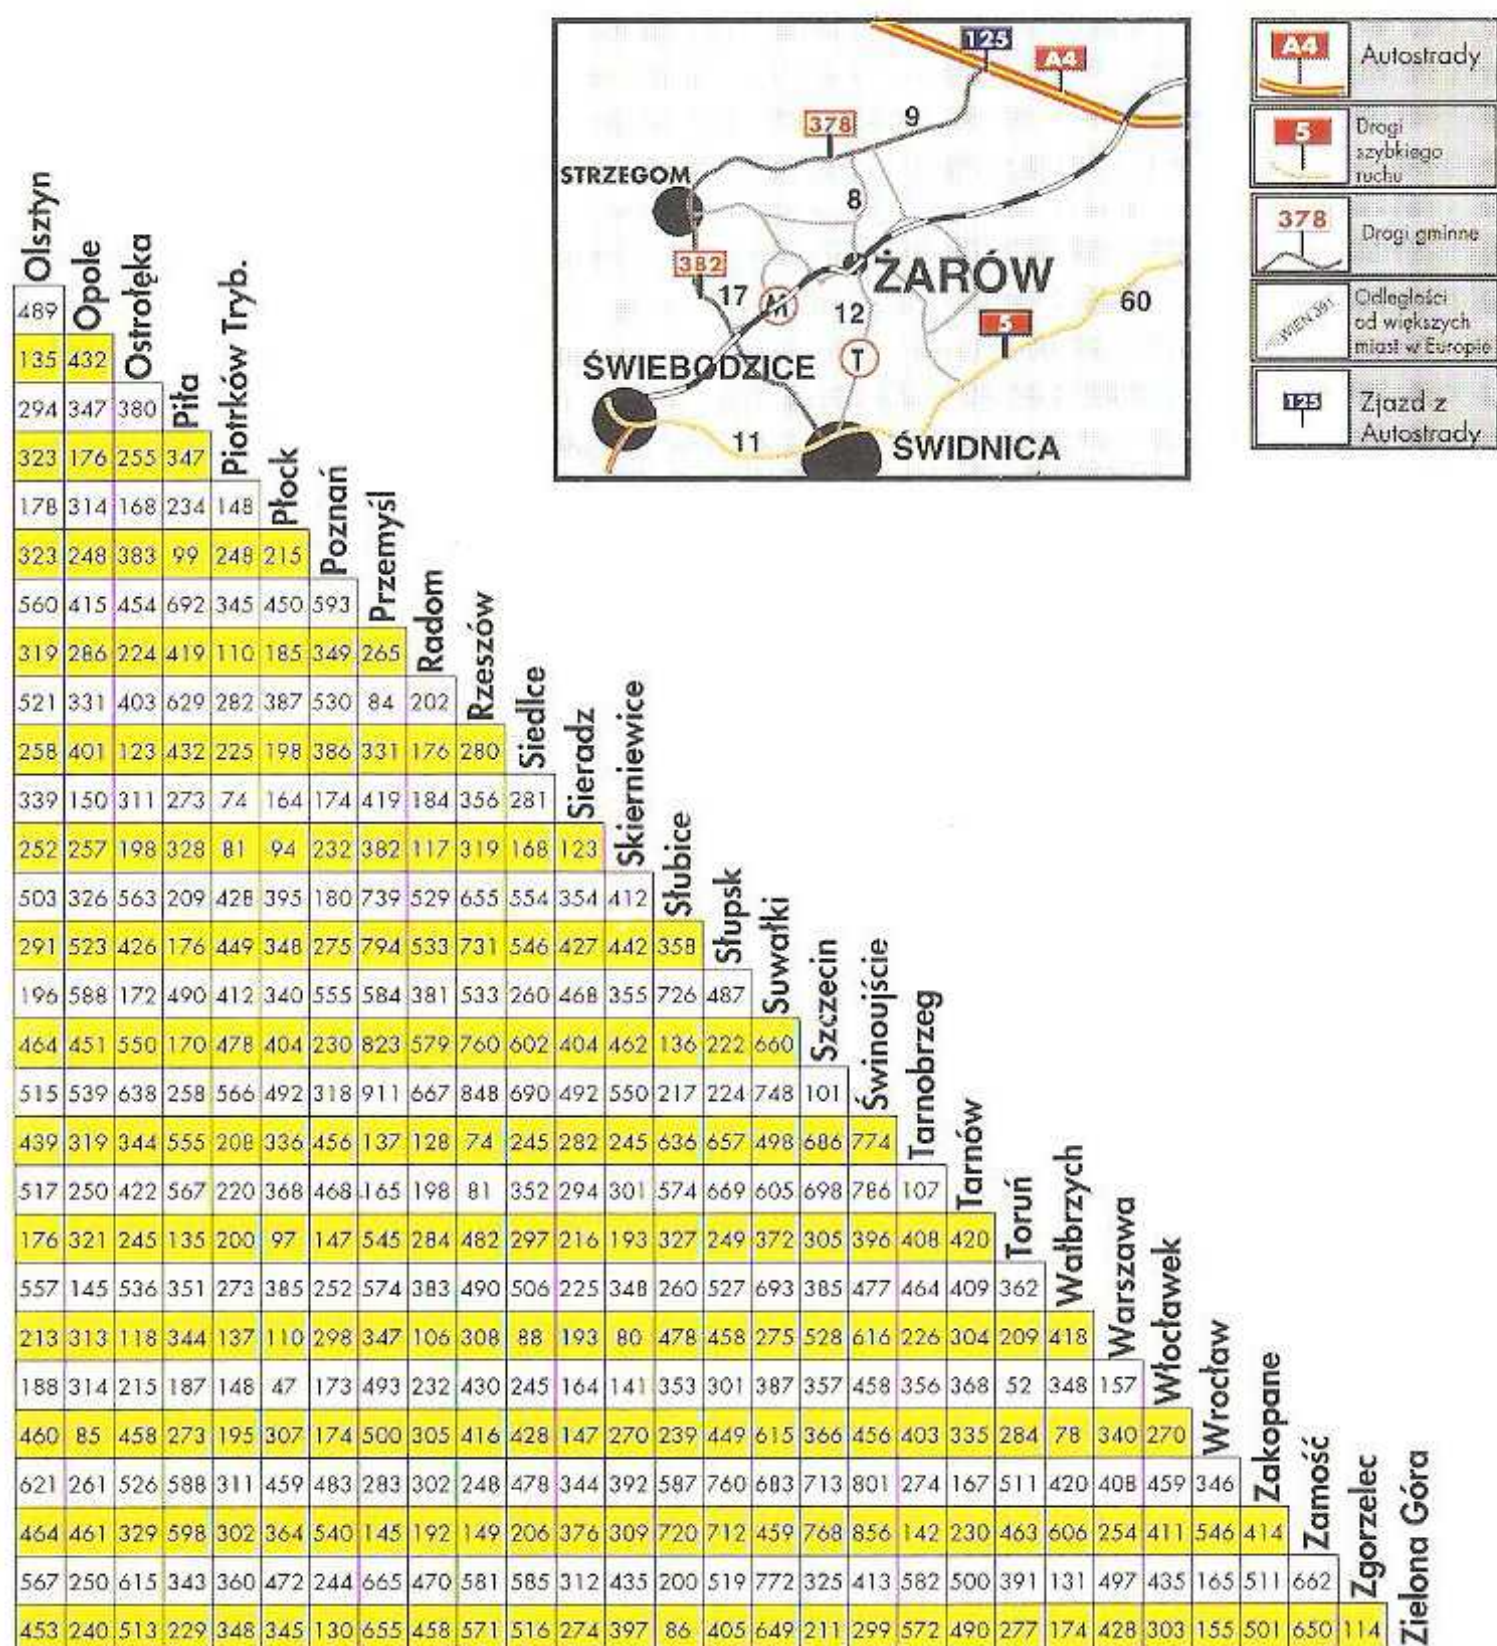 125
A4
9
378
STRZEGOM
8
382
ŻARÓW
17
M
12
60
5
ŚWIEBODZICE
T
11
ŚWIDNICA
A4
Autostrady
5
Drogi
szybkiego
ruchu
378
Drogi gminne
WIEN 391
Odległości
od większych
miast w Europie
125
Zjazd z
Autostrady
Olsztyn
489 Opole
135 432 Ostrołęka
294 347 380 Piła
323 176 255 347 Piotrków Tryb.
178 314 168 234 148 Płock
323 248 383 99 248 215 Poznań
560 415 454 692 345 450 593 Przemyśl
319 286 224 419 110 185 349 265 Radom
521 331 403 629 282 387 530 84 202 Rzeszów
258 401 123 432 225 198 386 331 176 280 Siedlce
339 150 311 273 74 164 174 419 184 356 281 Sieradz
252 257 198 328 81 94 232 382 117 319 168 123 Skierniewice
503 326 563 209 428 395 180 739 529 655 554 354 412 Słubice
291 523 426 176 449 348 275 794 533 731 546 427 442 358 Słupsk
196 588 172 490 412 340 555 584 381 533 260 468 355 726 487 Suwałki
464 451 550 170 478 404 230 823 579 760 602 404 462 136 222 660 Szczecin
515 539 638 258 566 492 318 911 667 848 690 492 550 217 224 748 101 Świnoujście
439 319 344 555 208 336 456 137 128 74 245 282 245 636 657 498 686 774 Tarnobrzeg
517 250 422 567 220 368 468 165 198 81 352 294 301 574 669 605 698 786 107 Tarnów
176 321 245 135 200 97 147 545 284 482 297 216 193 327 249 372 305 396 408 420 Toruń
557 145 536 351 273 385 252 574 383 490 506 225 348 260 527 693 385 477 464 409 362 Wałbrzych
213 313 118 344 137 110 298 347 106 308 88 193 80 478 458 275 528 616 226 304 209 418 Warszawa
188 314 215 187 148 47 173 493 232 430 245 164 141 353 301 387 357 458 356 368 52 348 157 Włocławek
460 85 458 273 195 307 174 500 305 416 428 147 270 239 449 615 366 456 403 335 284 78 340 270 Wrocław
621 261 526 588 311 459 483 283 302 248 478 344 392 587 760 683 713 801 274 167 511 420 408 459 346 Zakopane
464 461 329 598 302 364 540 145 192 149 206 376 309 720 712 459 768 856 142 230 463 606 254 411 546 414 Zamość
567 250 615 343 360 472 244 665 470 581 585 312 435 200 519 772 325 413 582 500 391 131 497 435 165 511 662 Zgorzelec
453 240 513 229 348 345 130 655 458 571 516 274 397 86 405 649 211 299 572 490 277 174 428 303 155 501 650 114 Zielona Góra